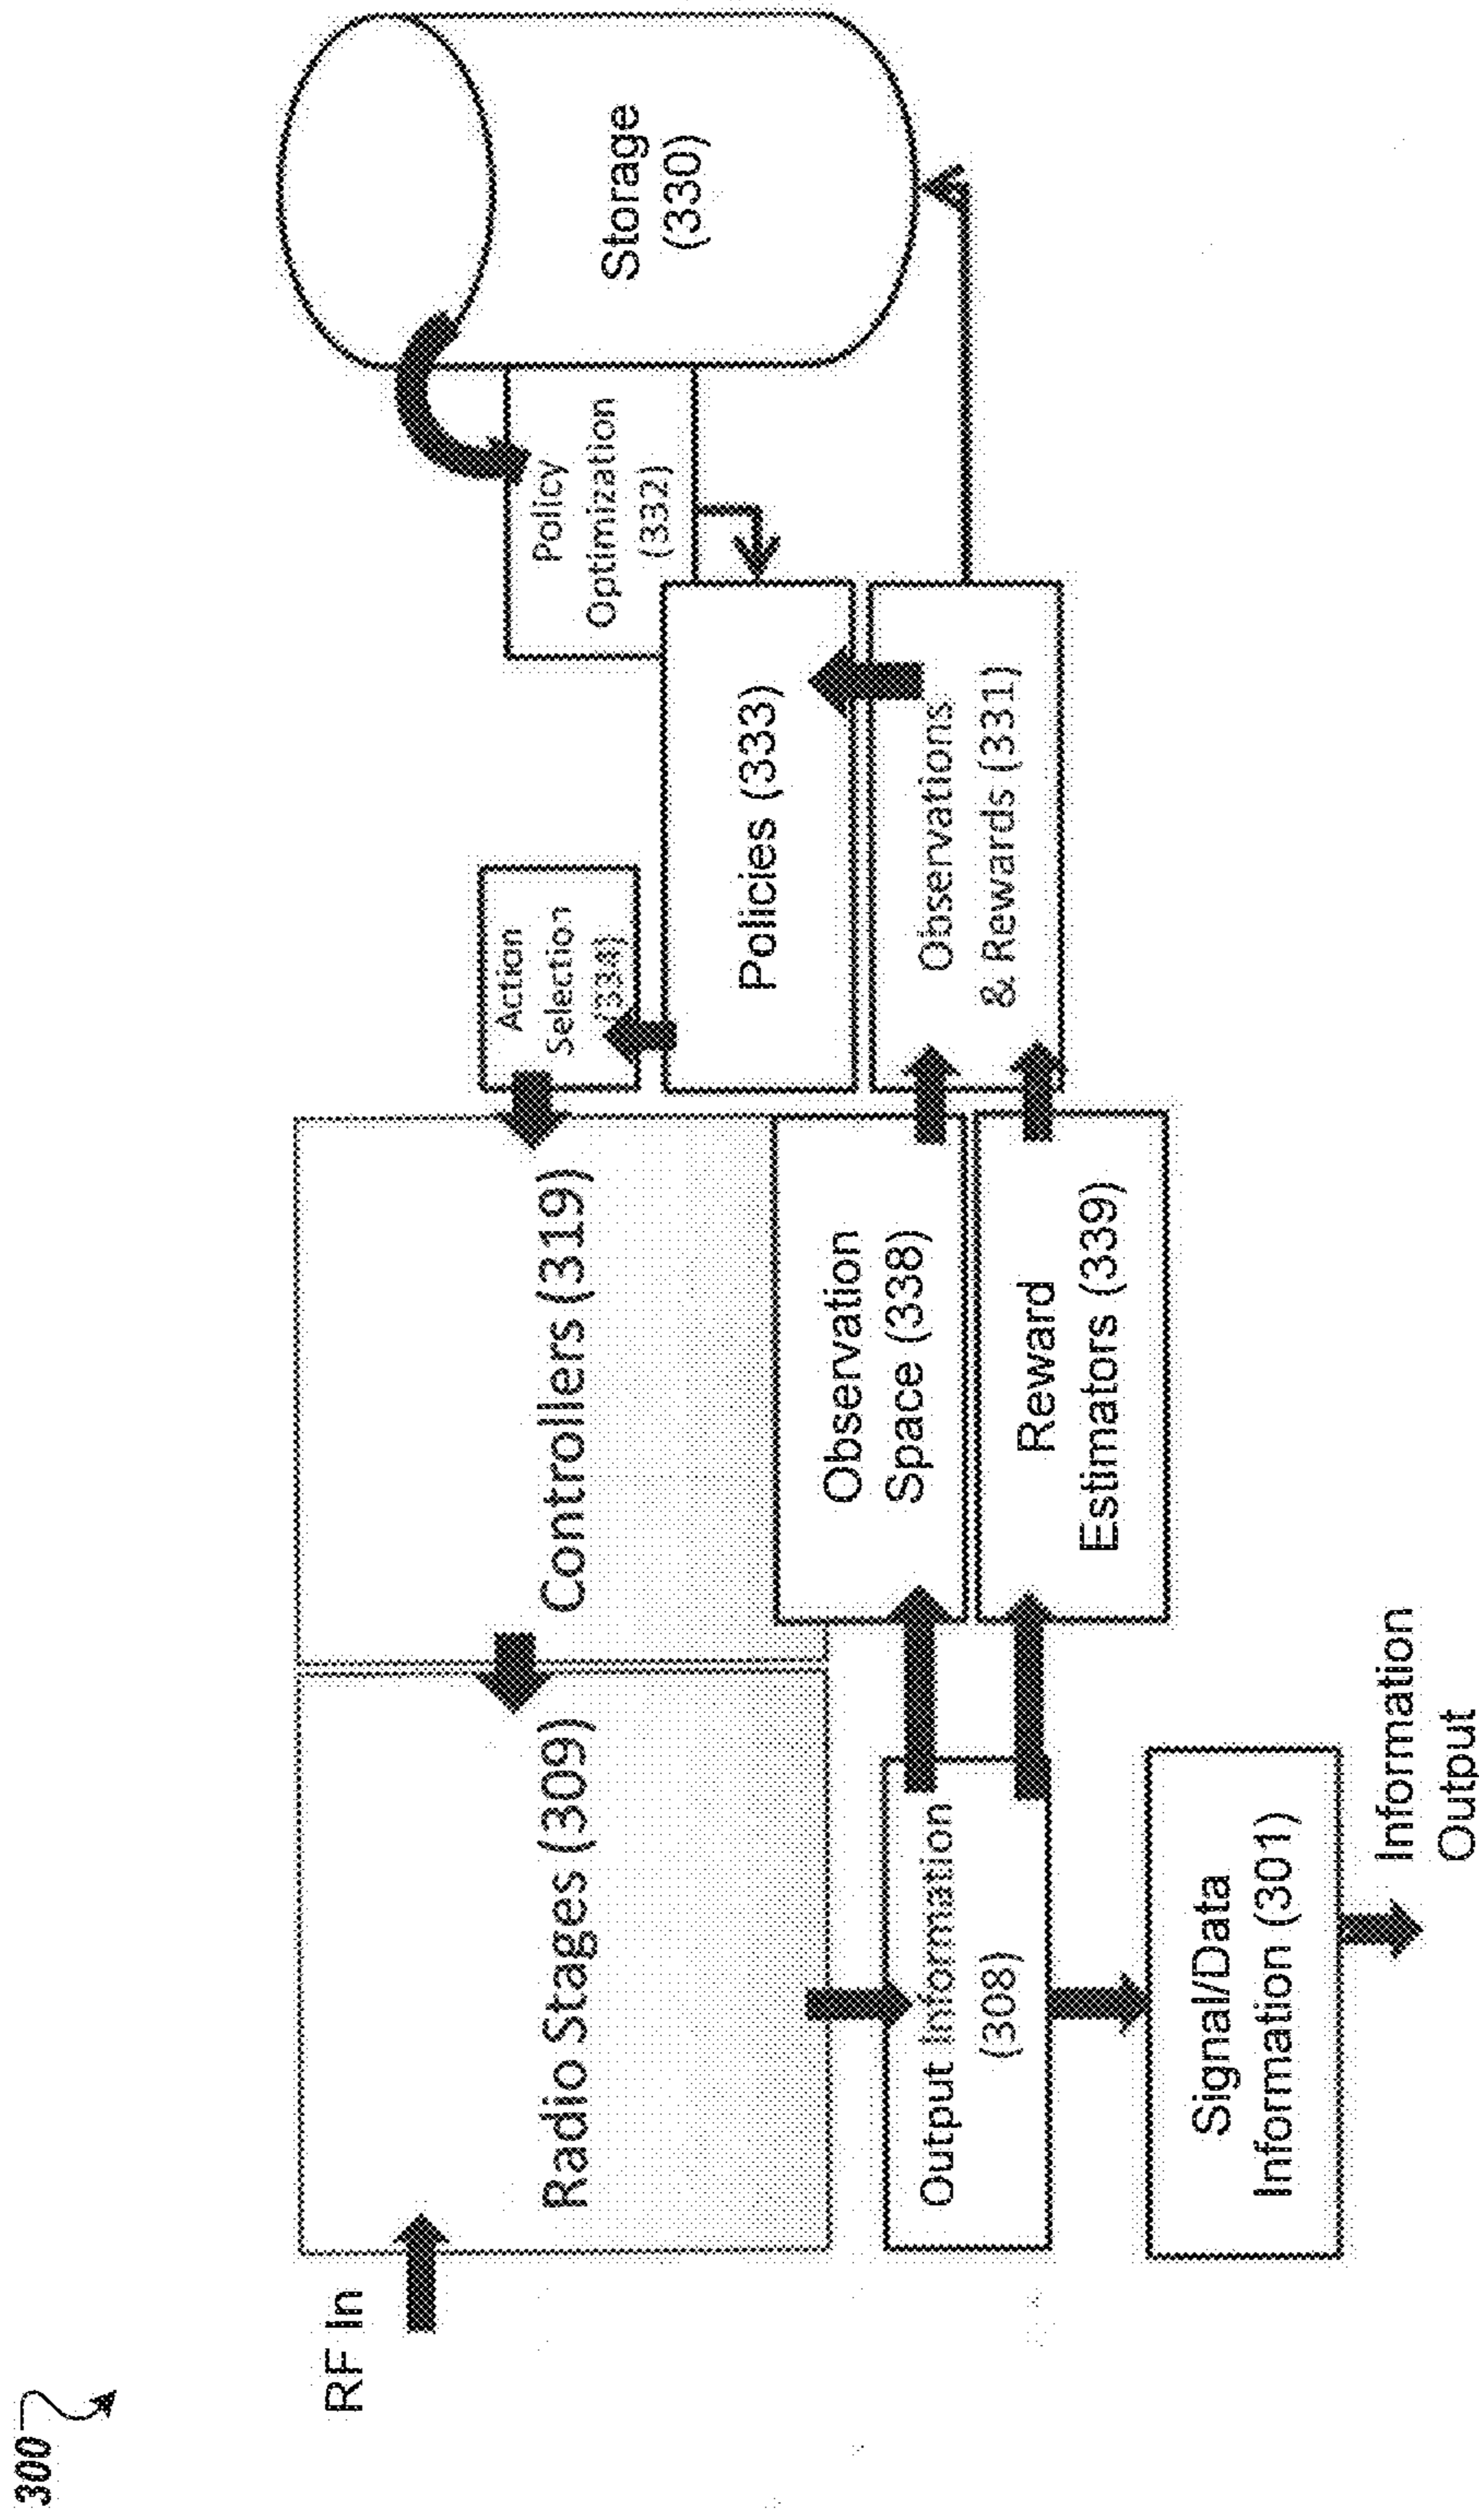 300
RF In
Radio Stages (309)
Controllers (319)
Action
Selection
(334)
Policy
Optimization
(332)
Storage
(330)
Policies (333)
Observations
& Rewards (331)
Observation
Space (338)
Reward
Estimators (339)
Output Information
(308)
Signal/Data
Information (301)
Information
Output